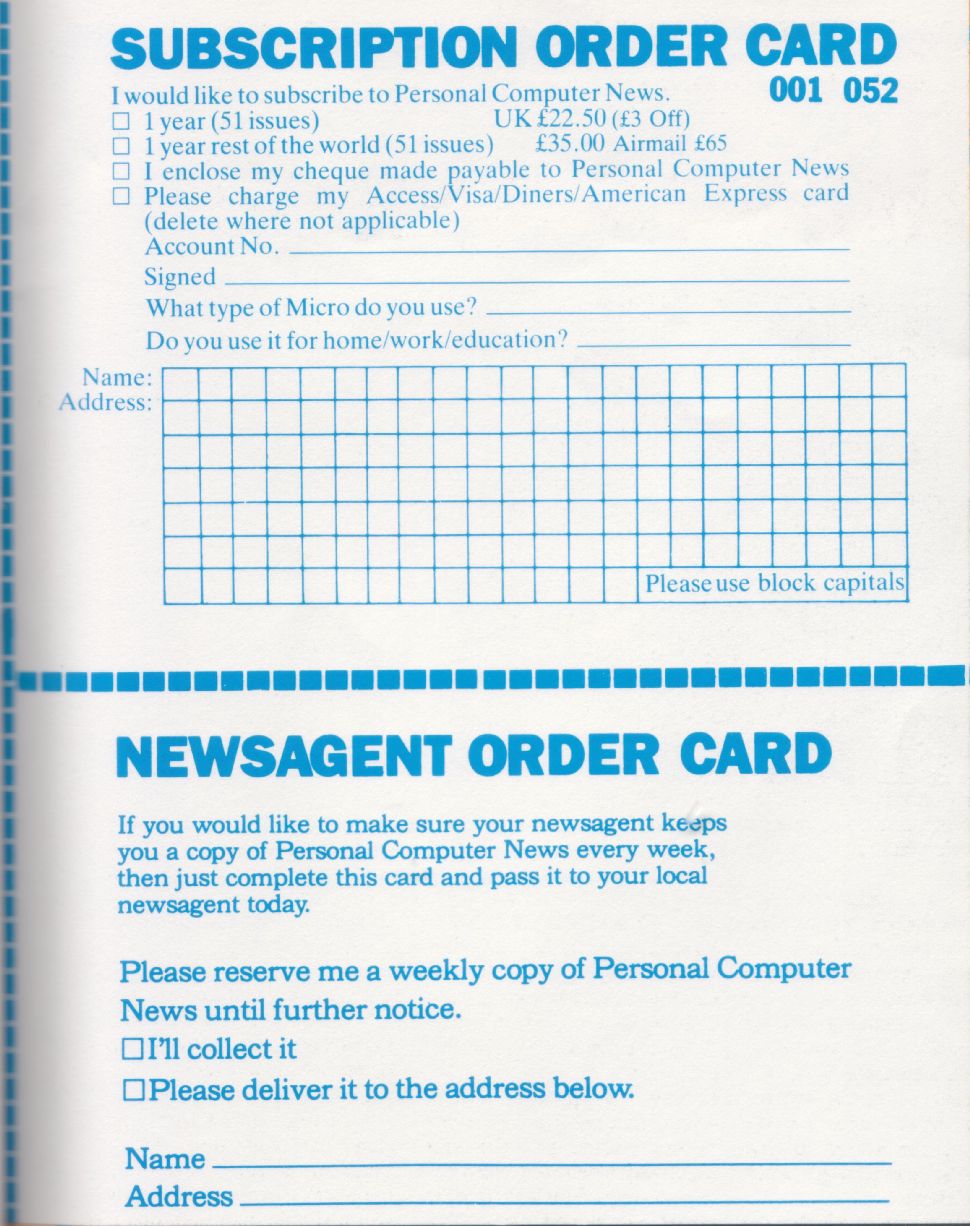 SUBSCRIPTION ORDER CARD
001 052
I would like to subscribe to Personal Computer News.
☐ 1 year (51 issues) UK £22.50 (£3 Off)
☐ 1 year rest of the world (51 issues) £35.00 Airmail £65
☐ I enclose my cheque made payable to Personal Computer News
☐ Please charge my Access/Visa/Diners/American Express card
(delete where not applicable)
Account No.
Signed
What type of Micro do you use?
Do you use it for home/work/education?
Name:
Address:
Please use block capitals
NEWSAGENT ORDER CARD
If you would like to make sure your newsagent keeps
you a copy of Personal Computer News every week,
then just complete this card and pass it to your local
newsagent today.
Please reserve me a weekly copy of Personal Computer
News until further notice.
☐ I'll collect it
☐ Please deliver it to the address below.
Name
Address